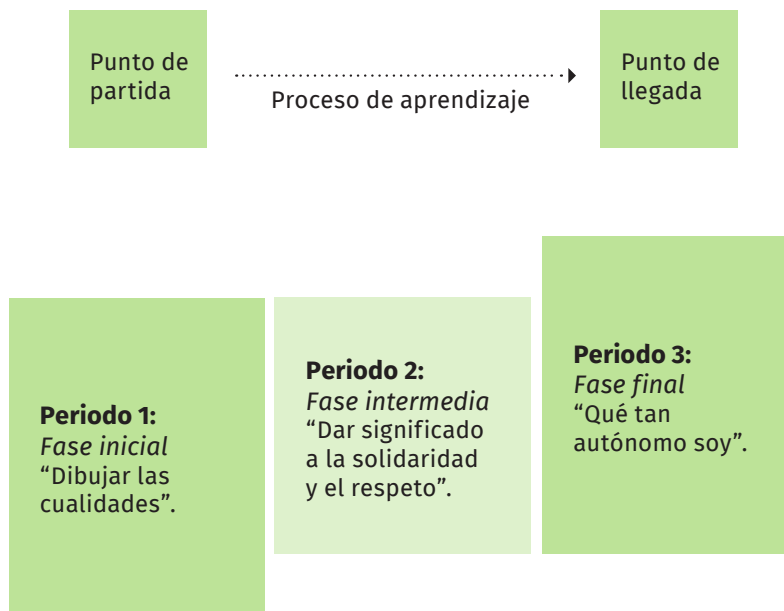 Punto de
partida
Proceso de aprendizaje
Punto de
llegada
Periodo 1:
Fase inicial
“Dibujar las
cualidades”.
Periodo 2:
Fase intermedia
“Dar significado
a la solidaridad
y el respeto”.
Periodo 3:
Fase final
“Qué tan
autónomo soy”.